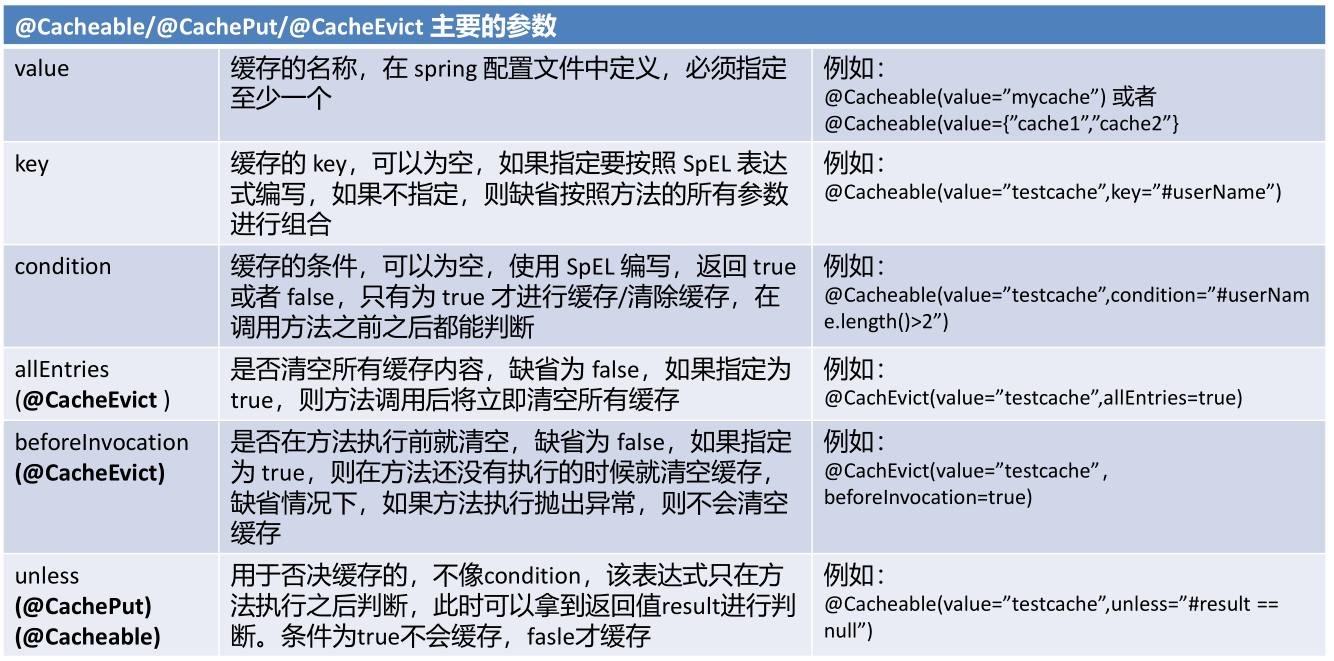 @Cacheable/@CachePut/@CacheEvict 主要的参数
value
缓存的名称，在 spring 配置文件中定义，必须指定
至少一个
例如：
@Cacheable(value=”mycache”) 或者
@Cacheable(value={”cache1”,”cache2”}
key
缓存的 key，可以为空，如果指定要按照 SpEL 表达
式编写，如果不指定，则缺省按照方法的所有参数
进行组合
例如：
@Cacheable(value=”testcache”,key=”#userName”)
condition
缓存的条件，可以为空，使用 SpEL 编写，返回 true
或者 false，只有为 true 才进行缓存/清除缓存，在
调用方法之前之后都能判断
例如：
@Cacheable(value=”testcache”,condition=”#userNam
e.length()>2”)
allEntries
(@CacheEvict )
是否清空所有缓存内容，缺省为 false，如果指定为
true，则方法调用后将立即清空所有缓存
例如：
@CachEvict(value=”testcache”,allEntries=true)
beforeInvocation
(@CacheEvict)
是否在方法执行前就清空，缺省为 false，如果指定
为 true，则在方法还没有执行的时候就清空缓存，
缺省情况下，如果方法执行抛出异常，则不会清空
缓存
例如：
@CachEvict(value=”testcache”,
beforeInvocation=true)
unless
(@CachePut)
(@Cacheable)
用于否决缓存的，不像condition，该表达式只在方
法执行之后判断，此时可以拿到返回值result进行判
断。条件为true不会缓存，fasle才缓存
例如：
@Cacheable(value=”testcache”,unless=”#result ==
null”)